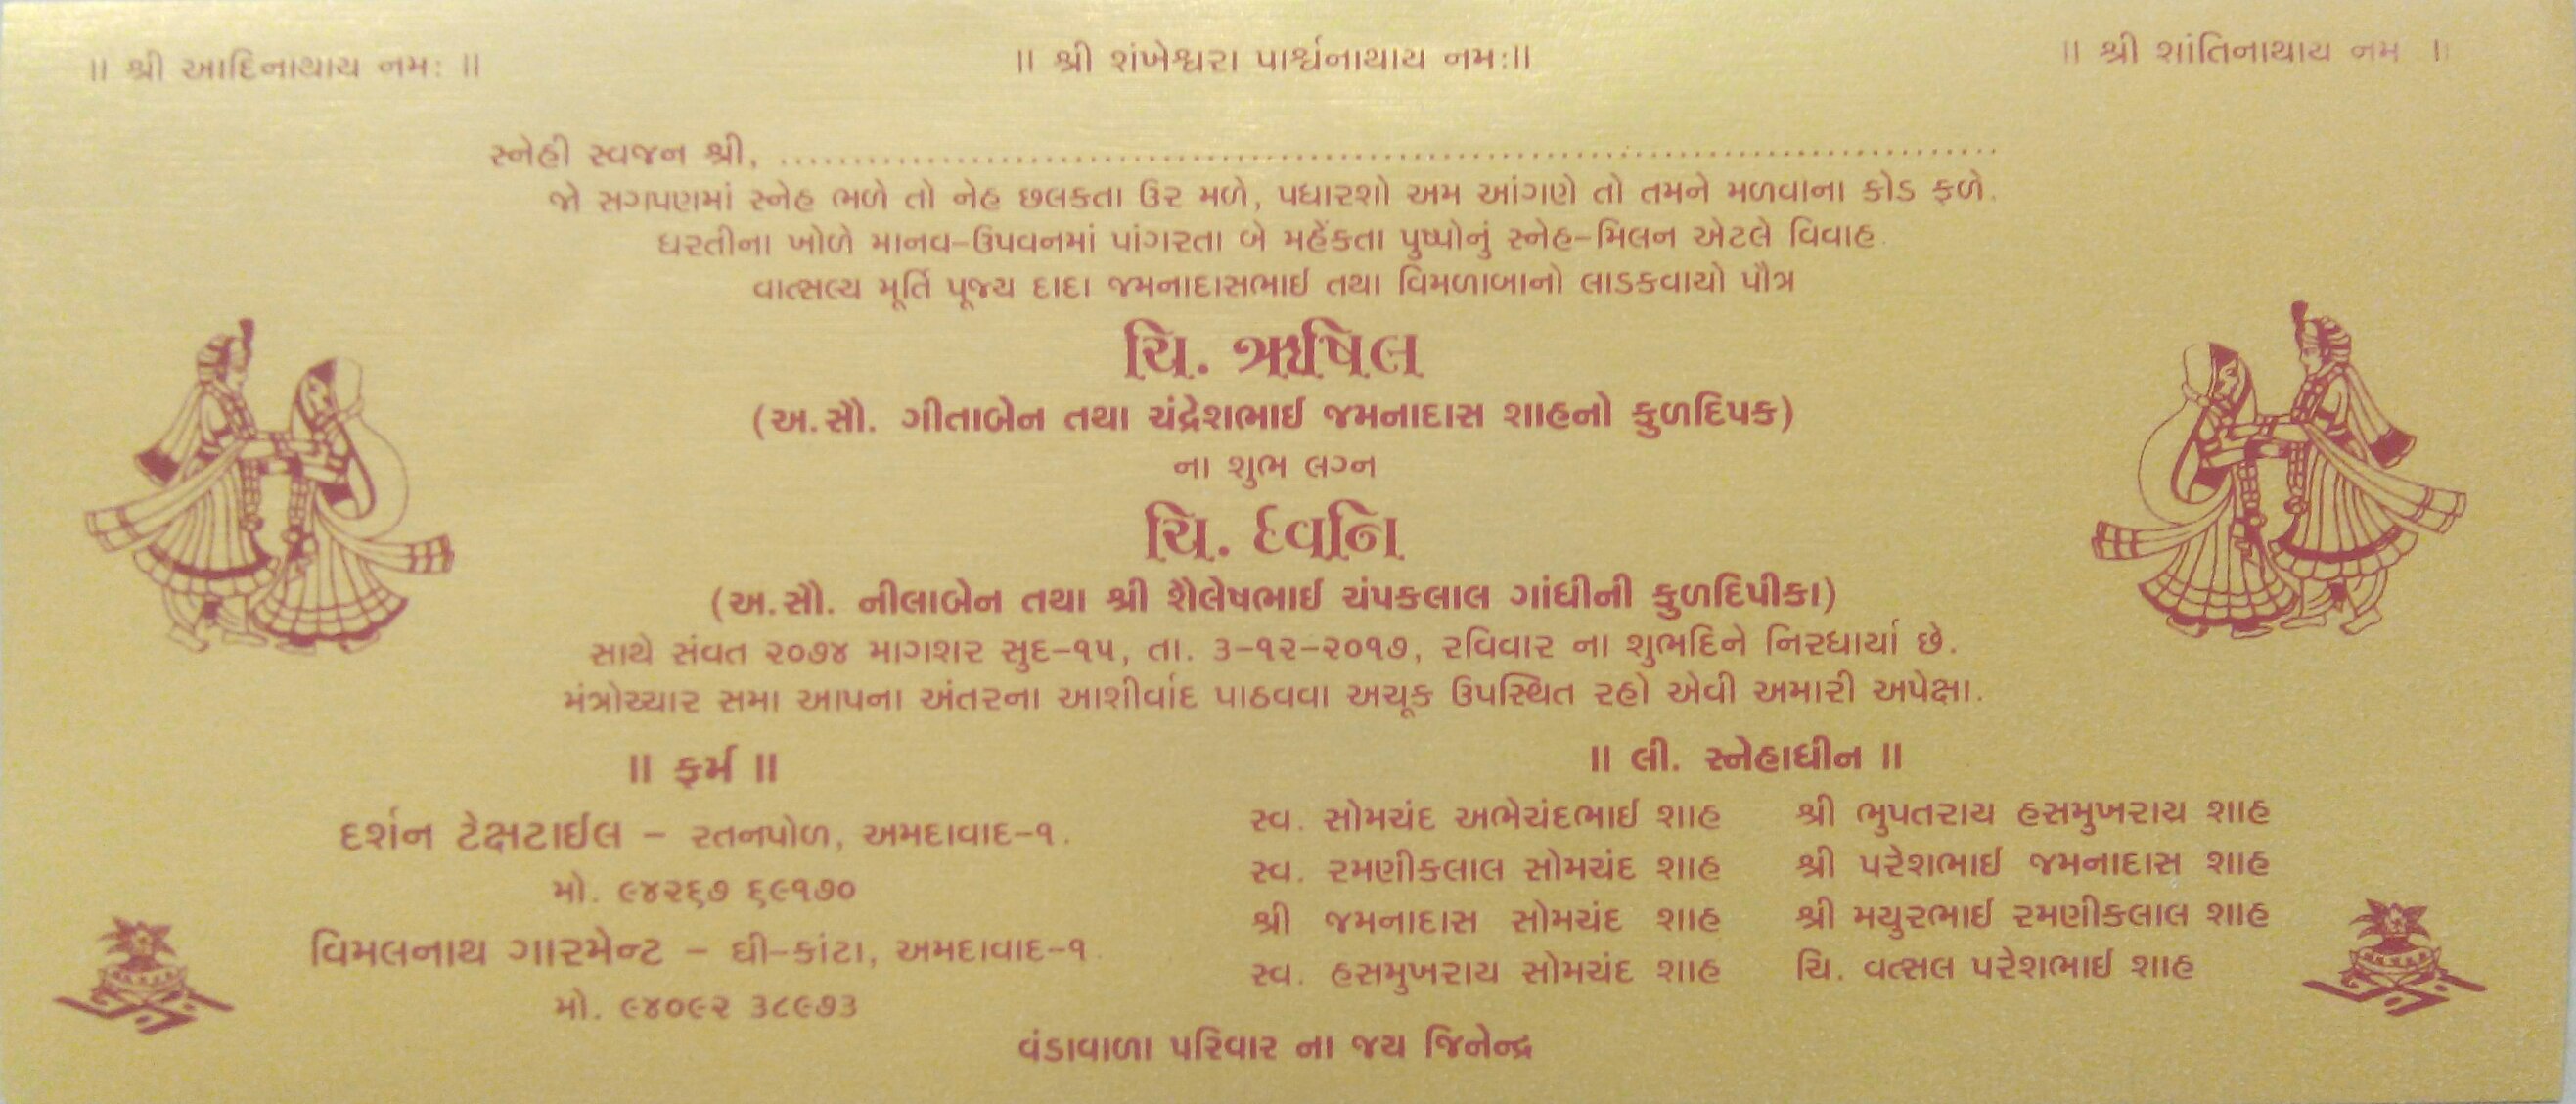 ॥ શ્રી આદિનાથાય નમઃ ॥
॥ શ્રી શંખેશ્વરા પાર્શ્વનાથાય નમઃ॥
॥ શ્રી શાંતિનાથાય નમ ॥
સ્નેહી સ્વજન શ્રી, ........................................................................................
જો સગપણમાં સ્નેહ ભળે તો નેહ છલકતા ઉર મળે, પધારશો અમ આંગણે તો તમને મળવાના કોડ ફળે.
ધરતીના ખોળે માનવ-ઉપવનમાં પાંગરતા બે મહેંકતા પુષ્પોનું સ્નેહ-મિલન એટલે વિવાહ.
વાત્સલ્ય મૂર્તિ પૂજ્ય દાદા જમનાદાસભાઈ તથા વિમળાબાનો લાડકવાયો પૌત્ર
ચિ. ઋષિલ
(અ.સૌ. ગીતાબેન તથા ચંદ્રેશભાઈ જમનાદાસ શાહનો કુળદિપક)
ના શુભ લગ્ન
ચિ. ધ્વનિ
(અ.સૌ. નીલાબેન તથા શ્રી શૈલેષભાઈ ચંપકલાલ ગાંધીની કુળદિપીકા)
સાથે સંવત ૨૦૭૪ માગશર સુદ-૧૫, તા. ૩-૧૨-૨૦૧૭, રવિવાર ના શુભદિને નિરધાર્યા છે.
મંત્રોચ્ચાર સમા આપના અંતરના આશીર્વાદ પાઠવવા અચૂક ઉપસ્થિત રહો એવી અમારી અપેક્ષા.
॥ ફર્મ ॥
દર્શન ટેક્ષટાઈલ - રતનપોળ, અમદાવાદ-૧.
મો. ૯૪૨૬૭ ૬૯૧૭૦
વિમલનાથ ગારમેન્ટ - ઘી-કાંટા, અમદાવાદ-૧.
મો. ૯૪૦૯૨ ૩૮૯૭૩
॥ લી. સ્નેહાધીન ॥
સ્વ. સોમચંદ અભેચંદભાઈ શાહ
સ્વ. રમણીકલાલ સોમચંદ શાહ
શ્રી જમનાદાસ સોમચંદ શાહ
સ્વ. હસમુખરાય સોમચંદ શાહ
શ્રી ભુપતરાય હસમુખરાય શાહ
શ્રી પરેશભાઈ જમનાદાસ શાહ
શ્રી મયુરભાઈ રમણીકલાલ શાહ
ચિ. વત્સલ પરેશભાઈ શાહ
વંડાવાળા પરિવાર ના જય જિનેન્દ્ર